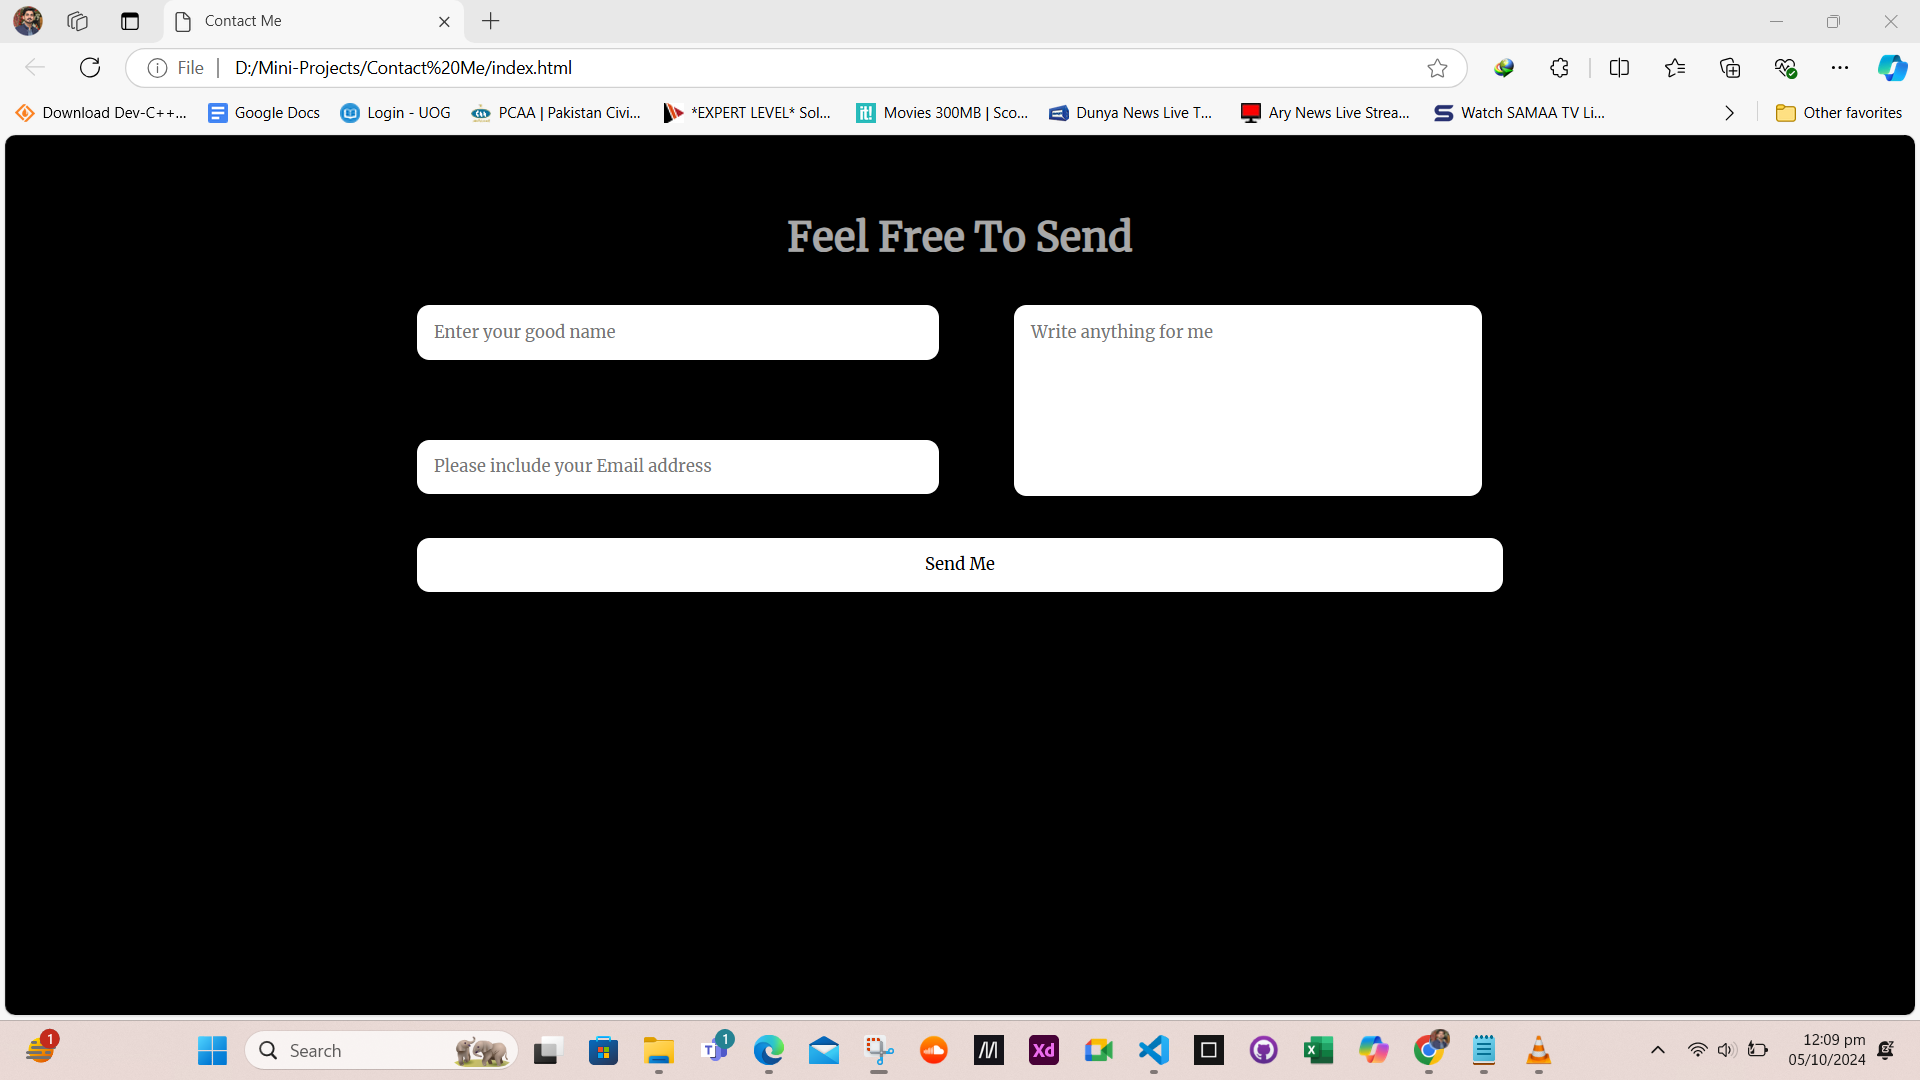 Contact Me
File
D:/Mini-Projects/Contact%20Me/index.html
Download Dev-C++... Google Docs Login - UOG PCAA | Pakistan Civi... *EXPERT LEVEL* Sol... it! Movies 300MB | Sco... Dunya News Live T... Ary News Live Strea... Watch SAMAA TV Li... Other favorites
Feel Free To Send
Enter your good name
Write anything for me
Please include your Email address
Send Me
1
Search
1
Xd
12:09 pm
05/10/2024